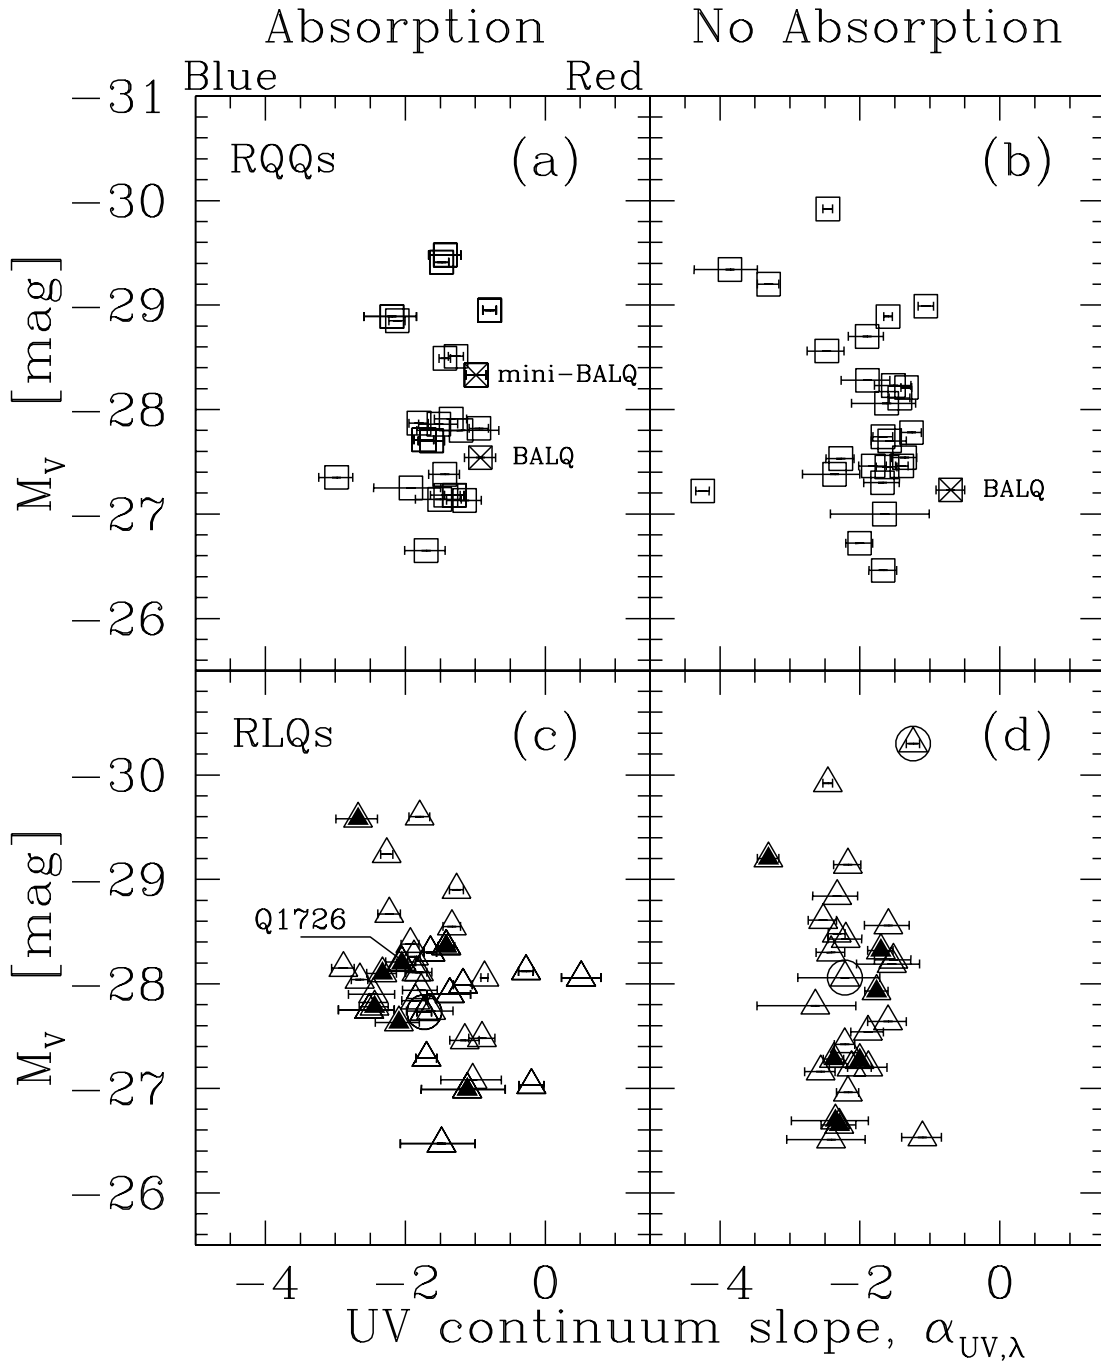 Absorption No Absorption
Blue Red
−31
RQQs (a) (b)
−30
−29
mini−BALQ
−28
BALQ
BALQ
−27
−26
M_V [mag]
RLQs (c) (d)
−30
−29
Q1726
−28
−27
−26
M_V [mag]
−4 −2 0 −4 −2 0
UV continuum slope, α_UV,λ